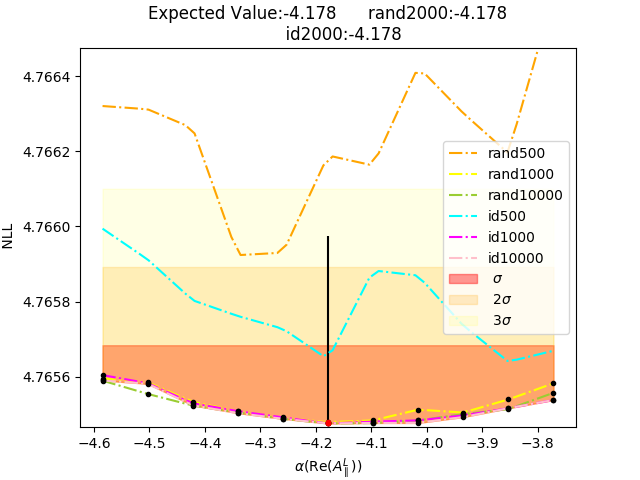 Expected Value:-4.178 rand2000:-4.178
id2000:-4.178
4.7664
4.7662
4.7660
4.7658
4.7656
NLL
rand500
rand1000
rand10000
id500
id1000
id10000
σ
2σ
3σ
−4.6 −4.5 −4.4 −4.3 −4.2 −4.1 −4.0 −3.9 −3.8
α(Re(A^L_∥))